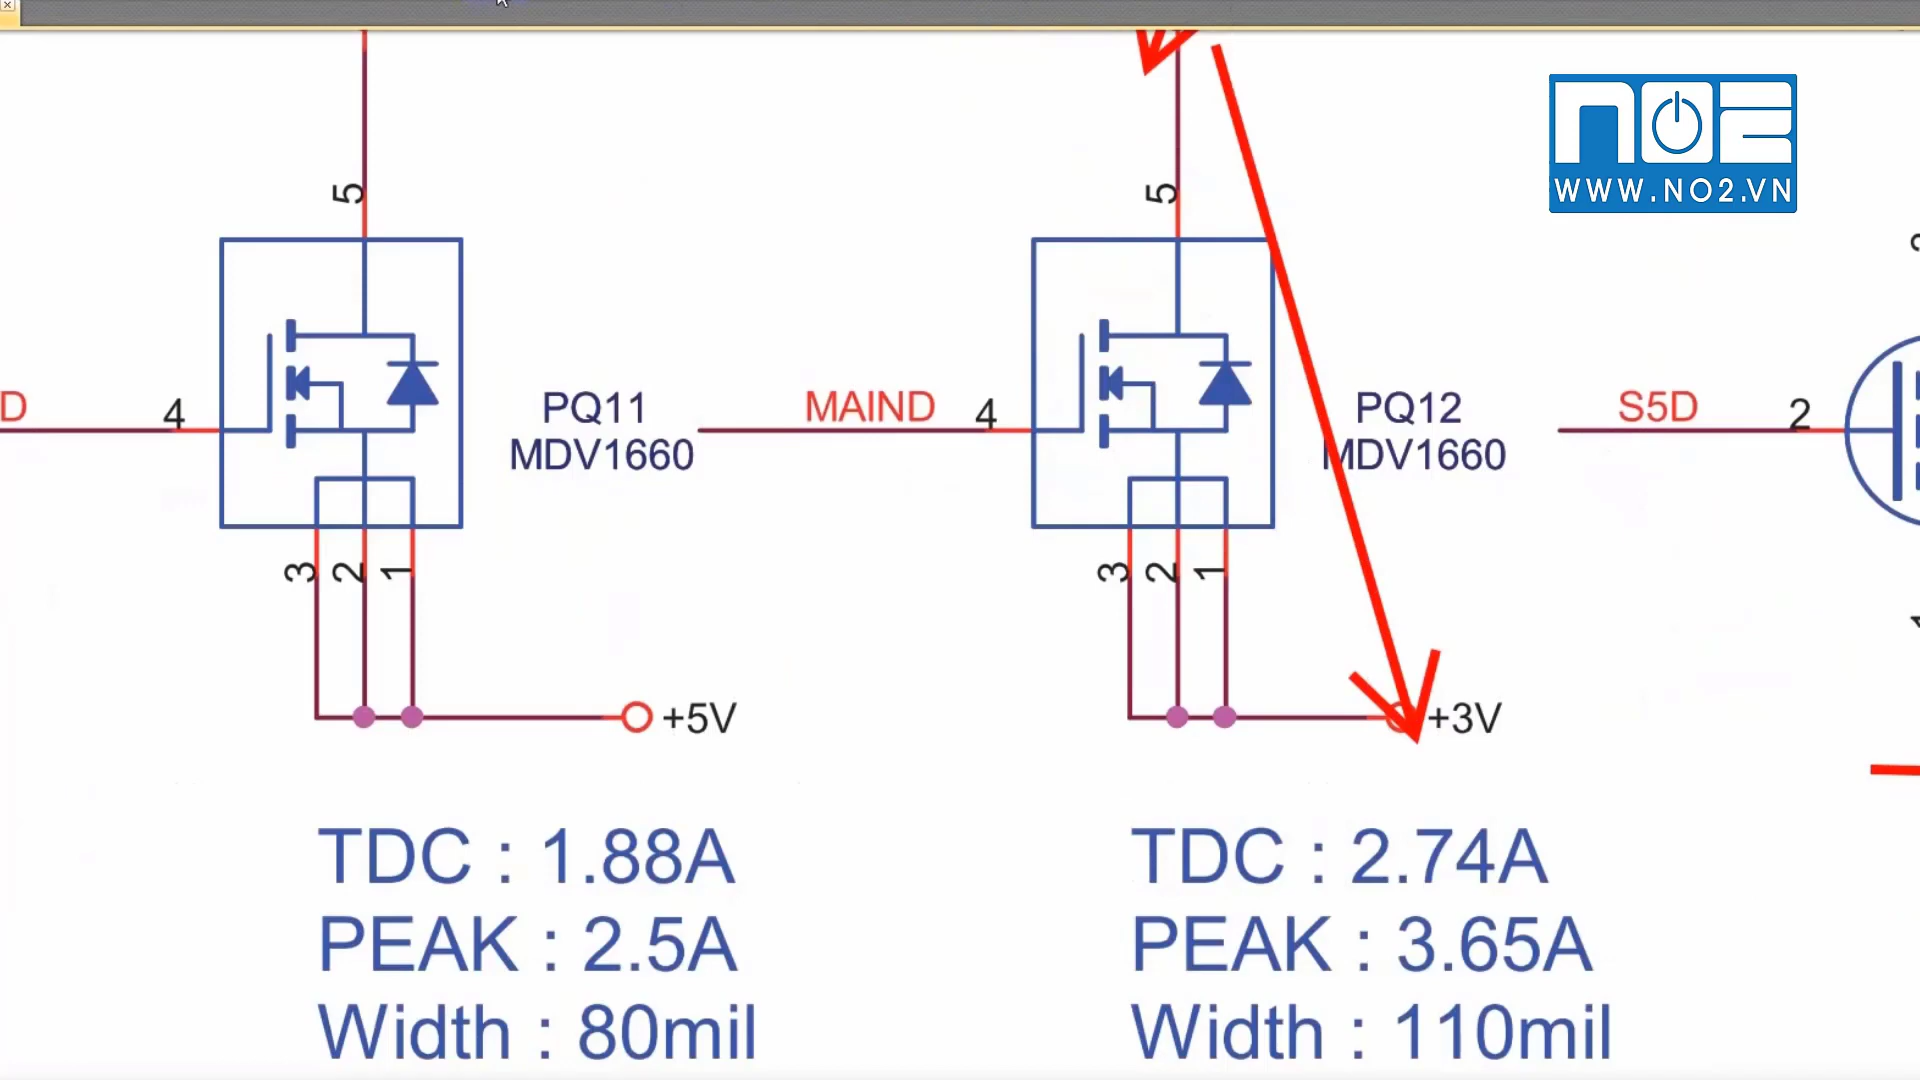 NO2
WWW.NO2.VN
5
5
D
4
PQ11
MDV1660
MAIND
4
PQ12
MDV1660
S5D
2
3
2
1
3
2
1
+5V
+3V
TDC : 1.88A
PEAK : 2.5A
Width : 80mil
TDC : 2.74A
PEAK : 3.65A
Width : 110mil